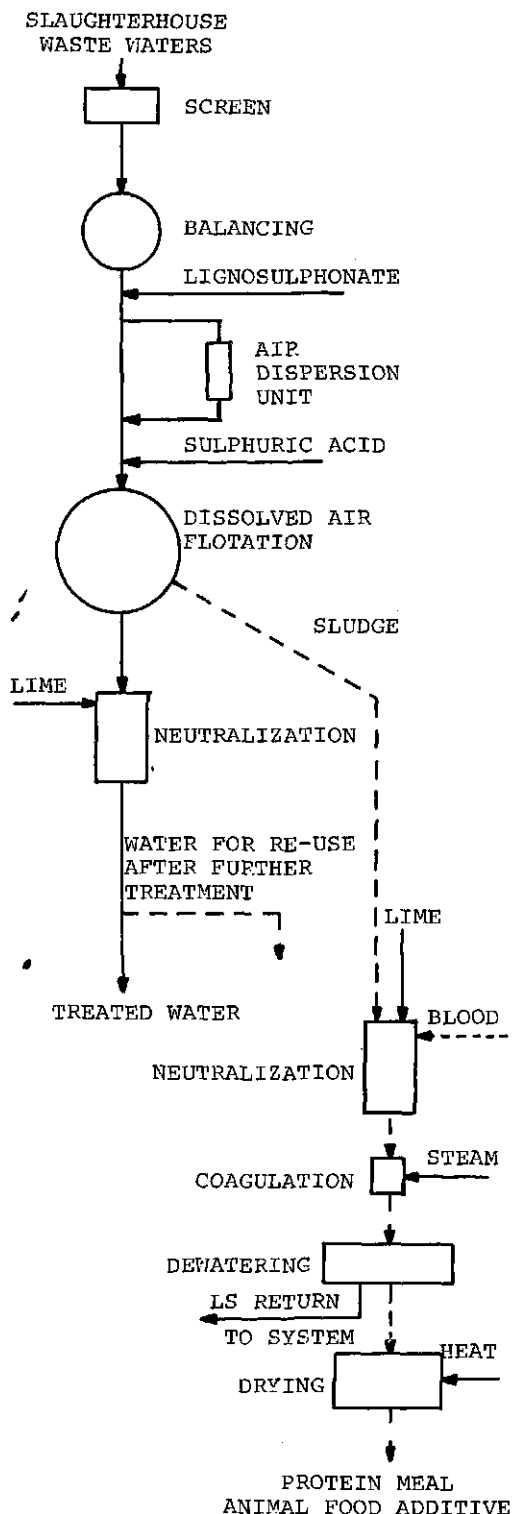 SLAUGHTERHOUSE
WASTE WATERS
SCREEN
BALANCING
LIGNOSULPHONATE
AIR
DISPERSION
UNIT
SULPHURIC ACID
DISSOLVED AIR
FLOTATION
SLUDGE
LIME
NEUTRALIZATION
WATER FOR RE-USE
AFTER FURTHER
TREATMENT
LIME
TREATED WATER
BLOOD
NEUTRALIZATION
STEAM
COAGULATION
DEWATERING
LS RETURN
TO SYSTEM
HEAT
DRYING
PROTEIN MEAL
ANIMAL FOOD ADDITIVE